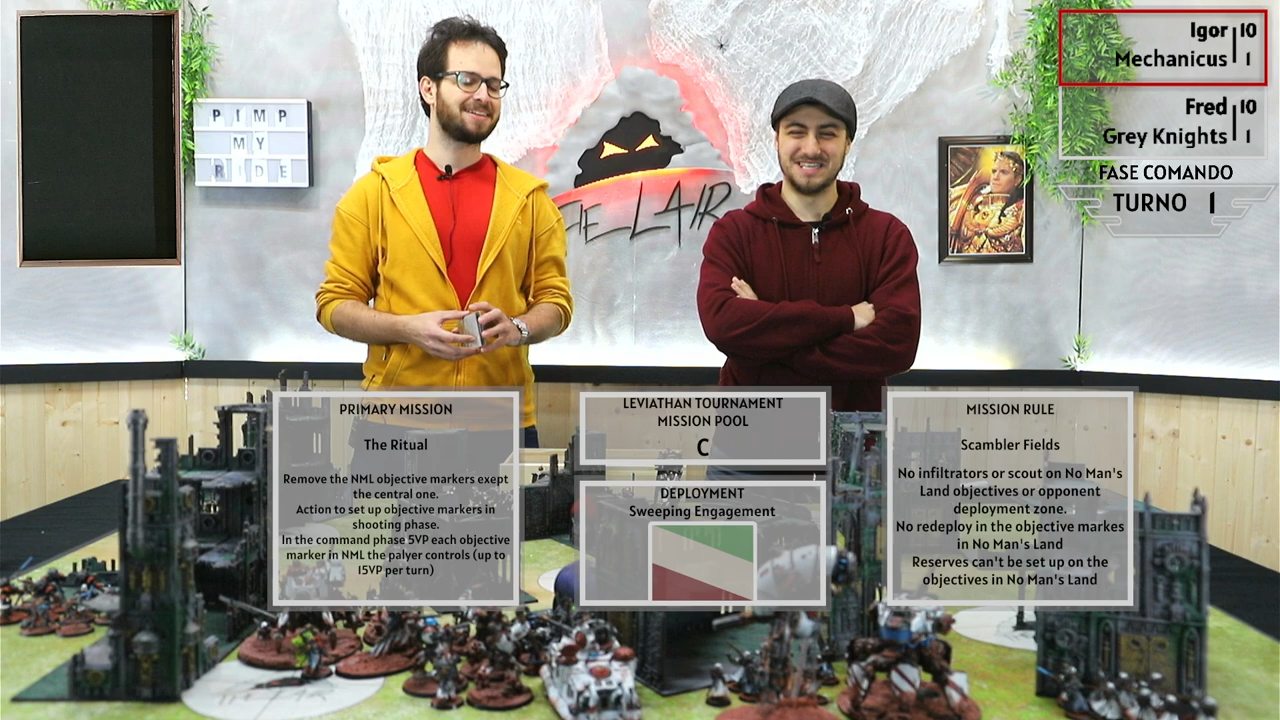 Igor 10
Mechanicus 1
Fred 10
Grey Knights 1
FASE COMANDO
TURNO 1
PIMP
MY
RIDE
THE LAIR
PRIMARY MISSION
The Ritual
Remove the NML objective markers exept
the central one.
Action to set up objective markers in
shooting phase.
In the command phase 5VP each objective
marker in NML the palyer controls (up to
15VP per turn)
LEVIATHAN TOURNAMENT
MISSION POOL
C
DEPLOYMENT
Sweeping Engagement
MISSION RULE
Scambler Fields
No infiltrators or scout on No Man's
Land objectives or opponent
deployment zone.
No redeploy in the objective markes
in No Man's Land
Reserves can't be set up on the
objectives in No Man's Land